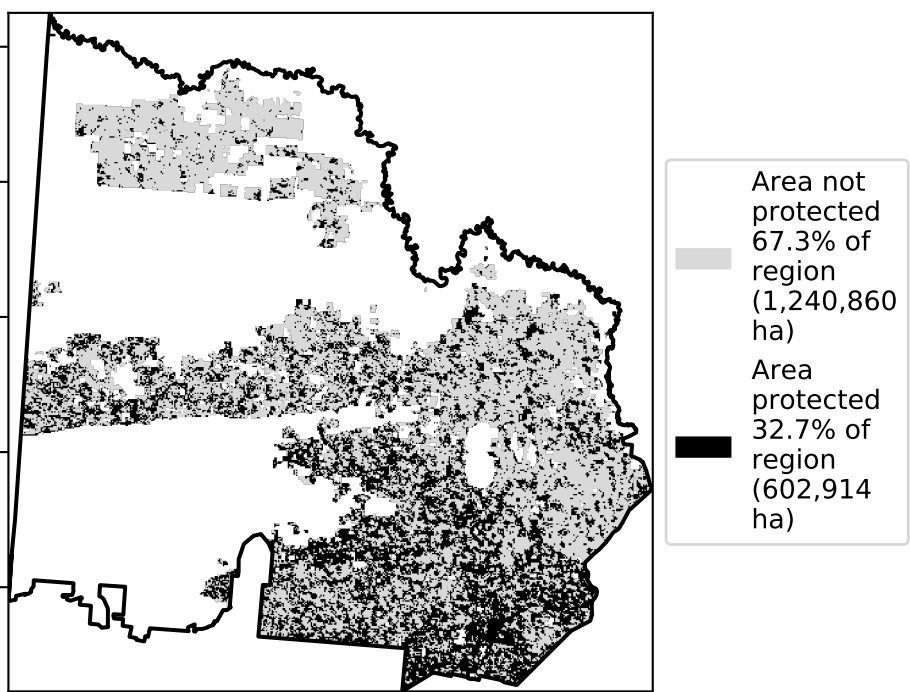 Area not
protected
67.3% of
region
(1,240,860
ha)
Area
protected
32.7% of
region
(602,914
ha)